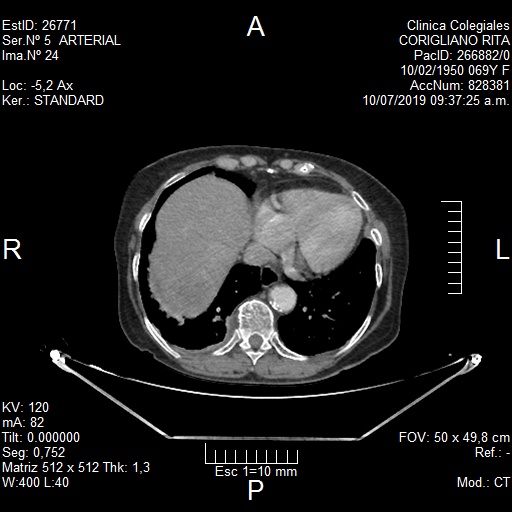 EstID: 26771
Ser.Nº 5  ARTERIAL
Ima.Nº 24
Loc: -5,2 Ax
Ker.: STANDARD
A
Clinica Colegiales
CORIGLIANO RITA
PacID: 266882/0
10/02/1950 069Y F
AccNum: 828381
10/07/2019 09:37:25 a.m.
R
L
KV: 120
mA: 82
Tilt: 0.000000
Seg: 0,752
Matriz 512 x 512 Thk: 1,3
W:400 L:40
Esc 1=10 mm
P
FOV: 50 x 49,8 cm
Ref.: -
Mod.: CT